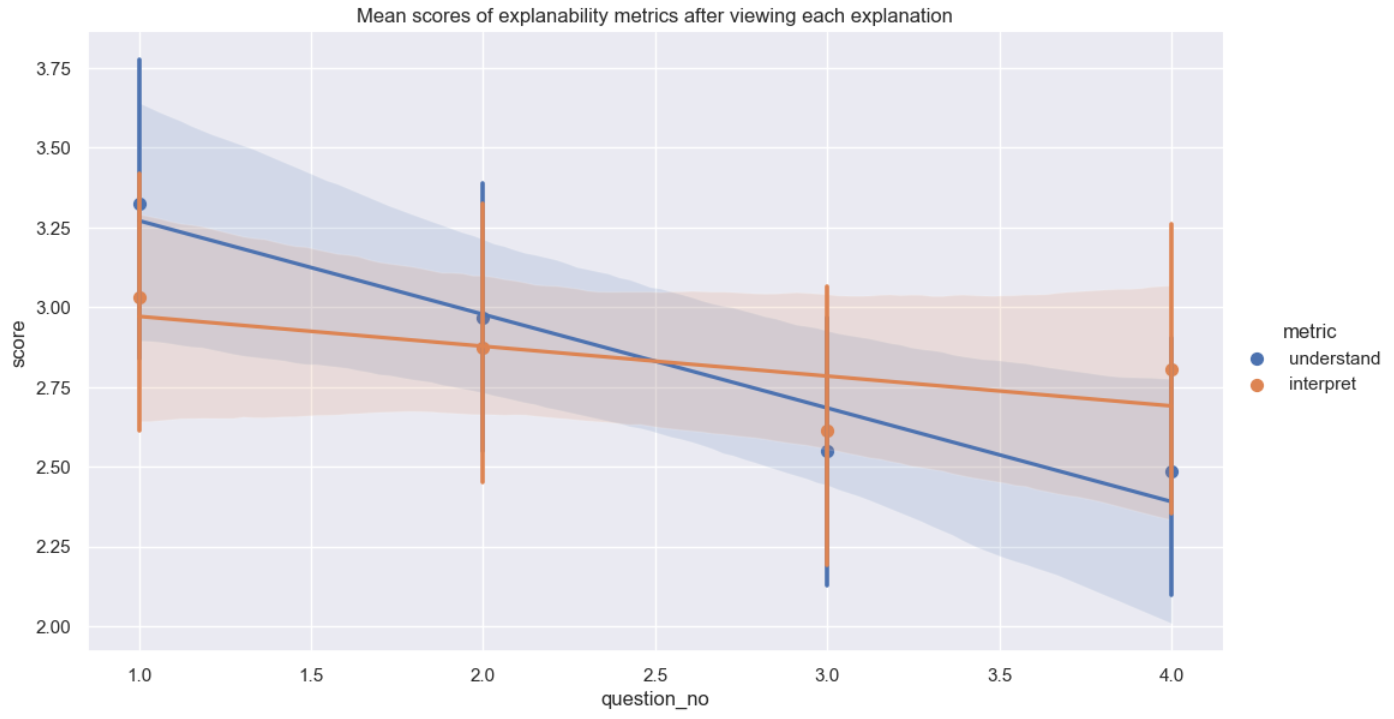 Mean scores of explanability metrics after viewing each explanation
3.75
3.50
3.25
3.00
2.75
2.50
2.25
2.00
score
1.0 1.5 2.0 2.5 3.0 3.5 4.0
question_no
metric
understand
interpret